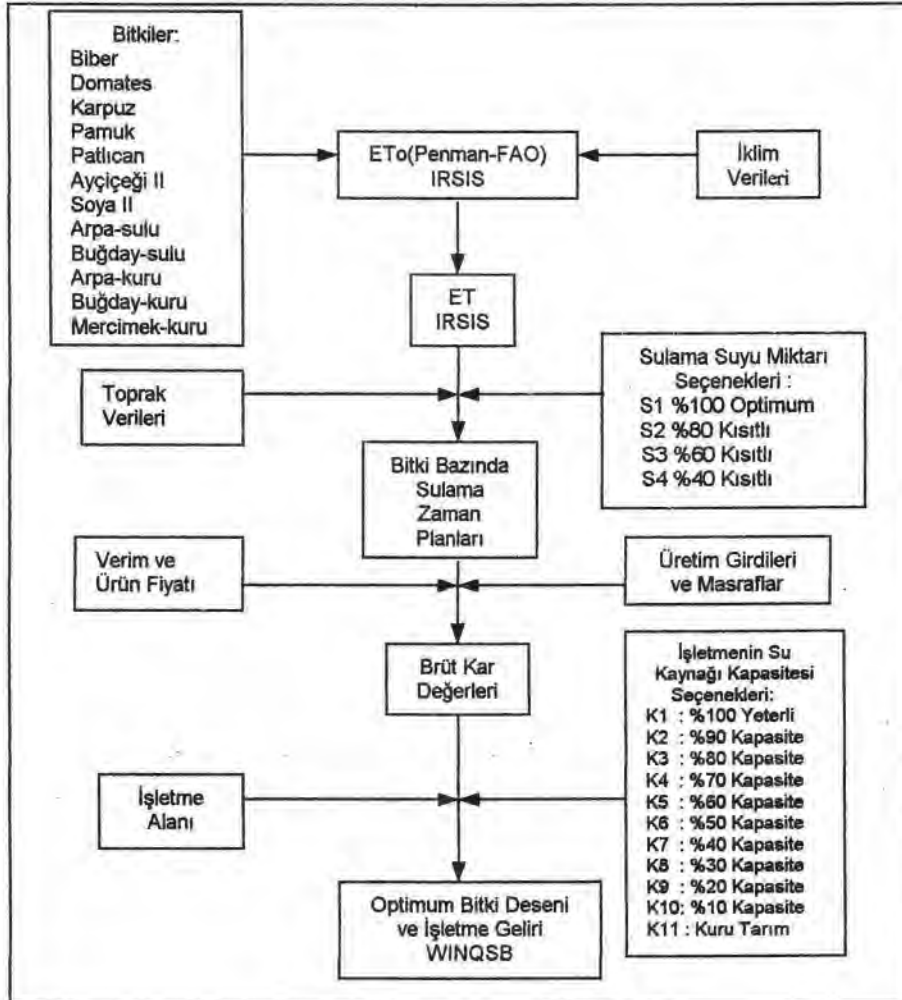 Bitkiler:
Biber
Domates
Karpuz
Pamuk
Patlıcan
Ayçiçeği II
Soya II
Arpa-sulu
Buğday-sulu
Arpa-kuru
Buğday-kuru
Mercimek-kuru
ETo(Penman-FAO)
IRSIS
İklim
Verileri
ET
IRSIS
Toprak
Verileri
Sulama Suyu Miktarı
Seçenekleri :
S1 %100 Optimum
S2 %80 Kısıtlı
S3 %60 Kısıtlı
S4 %40 Kısıtlı
Bitki Bazında
Sulama
Zaman
Planları
Verim ve
Ürün Fiyatı
Üretim Girdileri
ve Masraflar
Brüt Kar
Değerleri
İşletmenin Su
Kaynağı Kapasitesi
Seçenekleri:
K1 : %100 Yeterli
K2 : %90 Kapasite
K3 : %80 Kapasite
K4 : %70 Kapasite
K5 : %60 Kapasite
K6 : %50 Kapasite
K7 : %40 Kapasite
K8 : %30 Kapasite
K9 : %20 Kapasite
K10: %10 Kapasite
K11 : Kuru Tarım
İşletme
Alanı
Optimum Bitki Deseni
ve İşletme Geliri
WINQSB